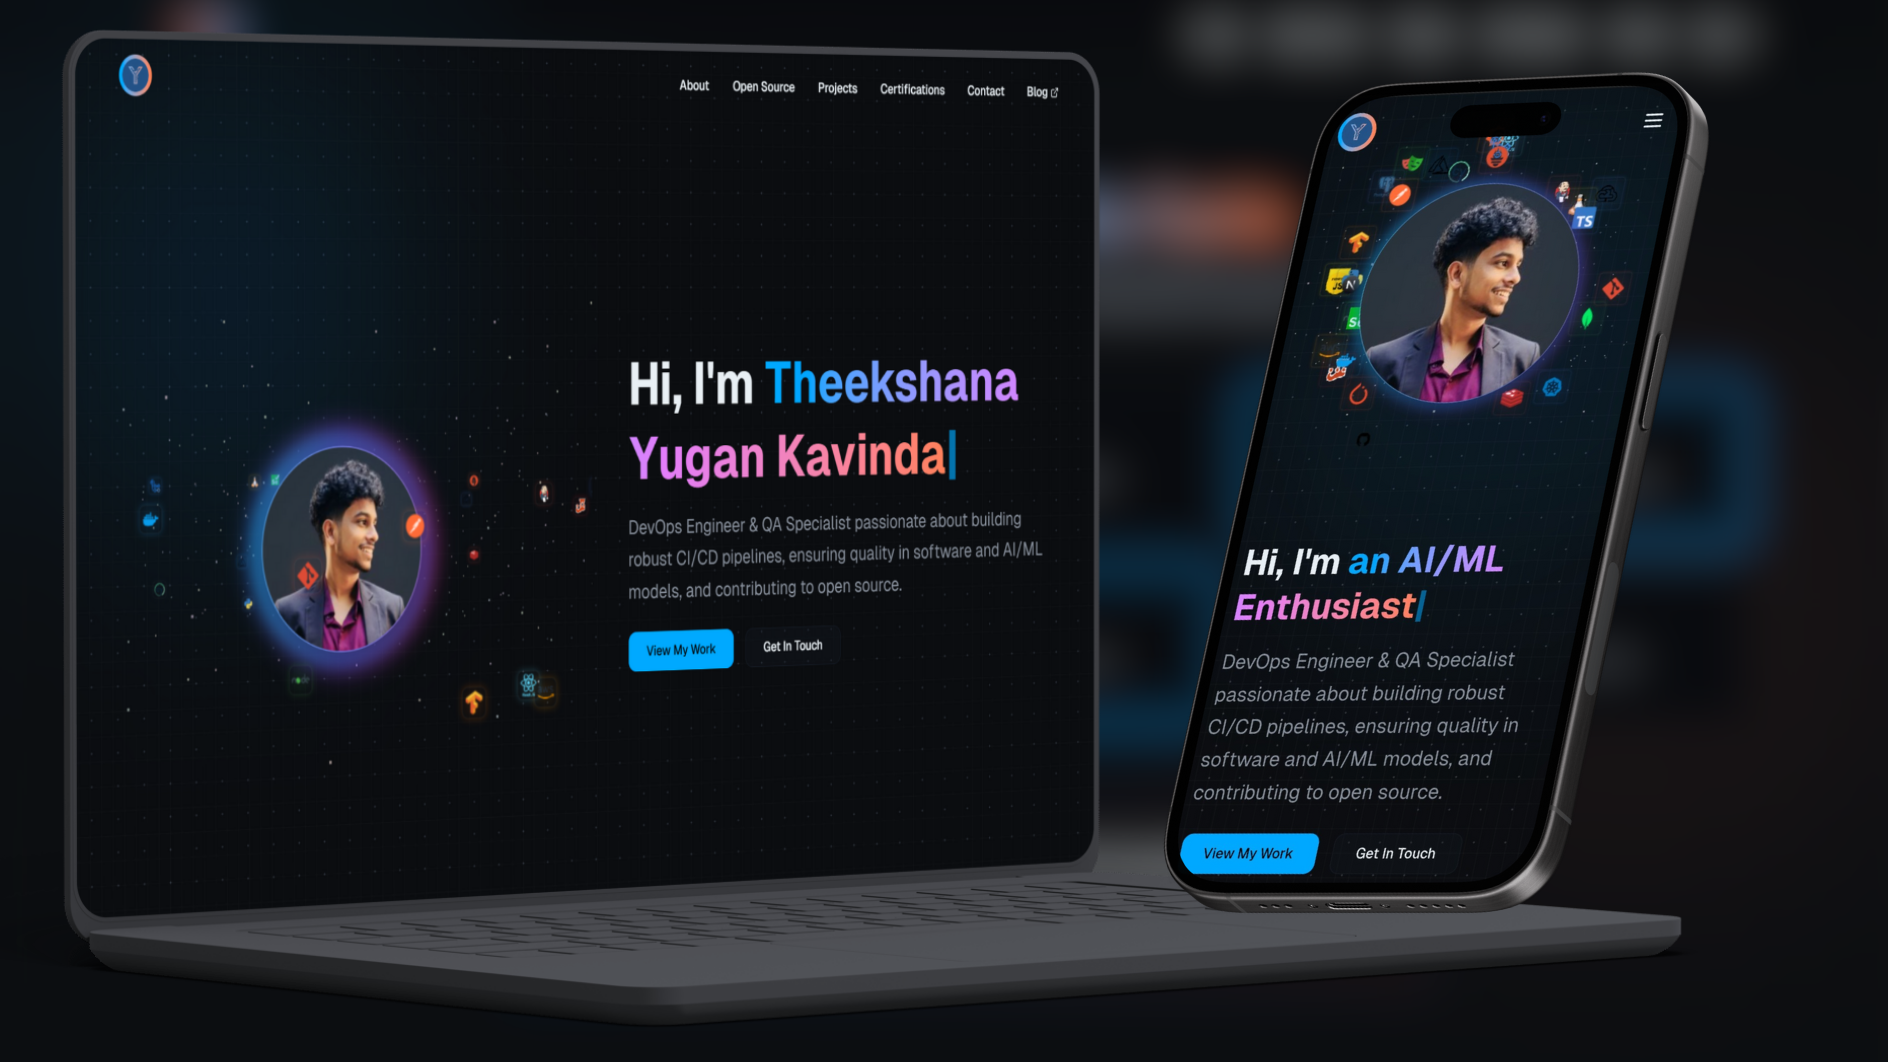 Y
About Open Source Projects Certifications Contact Blog
Hi, I'm Theekshana
Yugan Kavinda
DevOps Engineer & QA Specialist passionate about building
robust CI/CD pipelines, ensuring quality in software and AI/ML
models, and contributing to open source.
View My Work Get In Touch
Y
TS
JS
Hi, I'm an AI/ML
Enthusiast
DevOps Engineer & QA Specialist
passionate about building robust
CI/CD pipelines, ensuring quality in
software and AI/ML models, and
contributing to open source.
View My Work Get In Touch